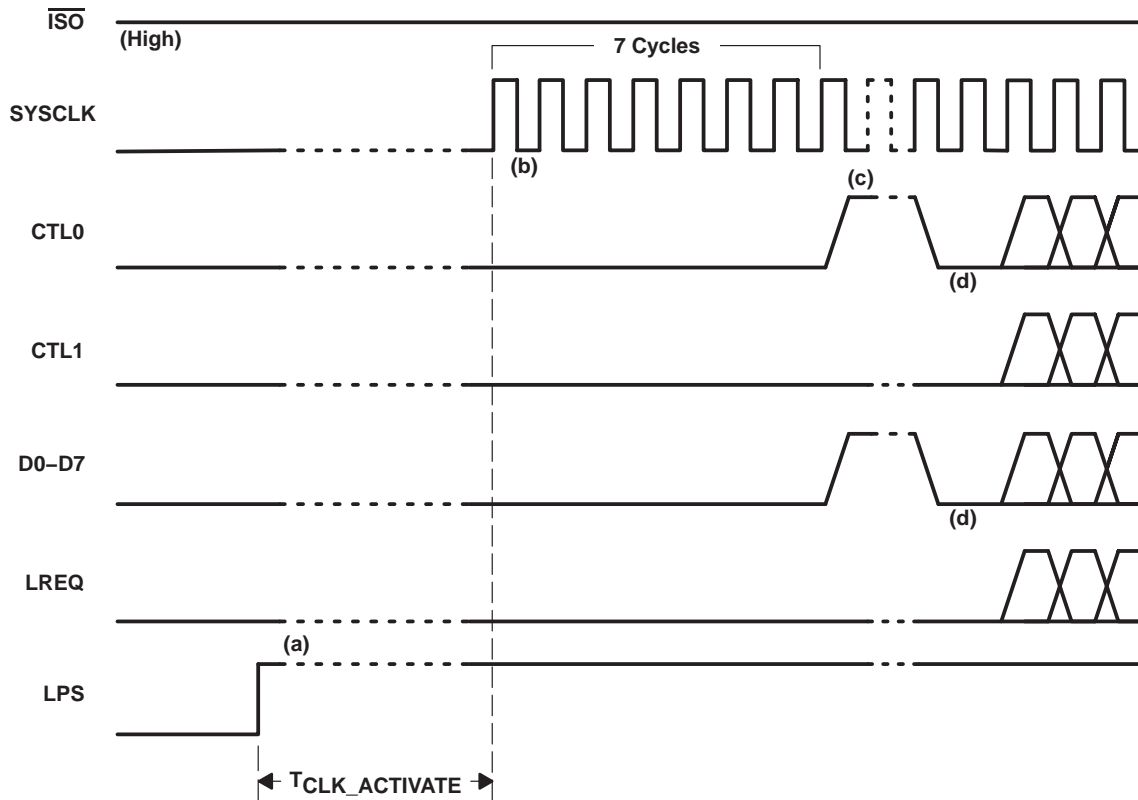 ISO
(High)
7 Cycles
SYSCLK
(b)
(c)
CTL0
(d)
CTL1
D0–D7
(d)
LREQ
(a)
LPS
TCLK_ACTIVATE